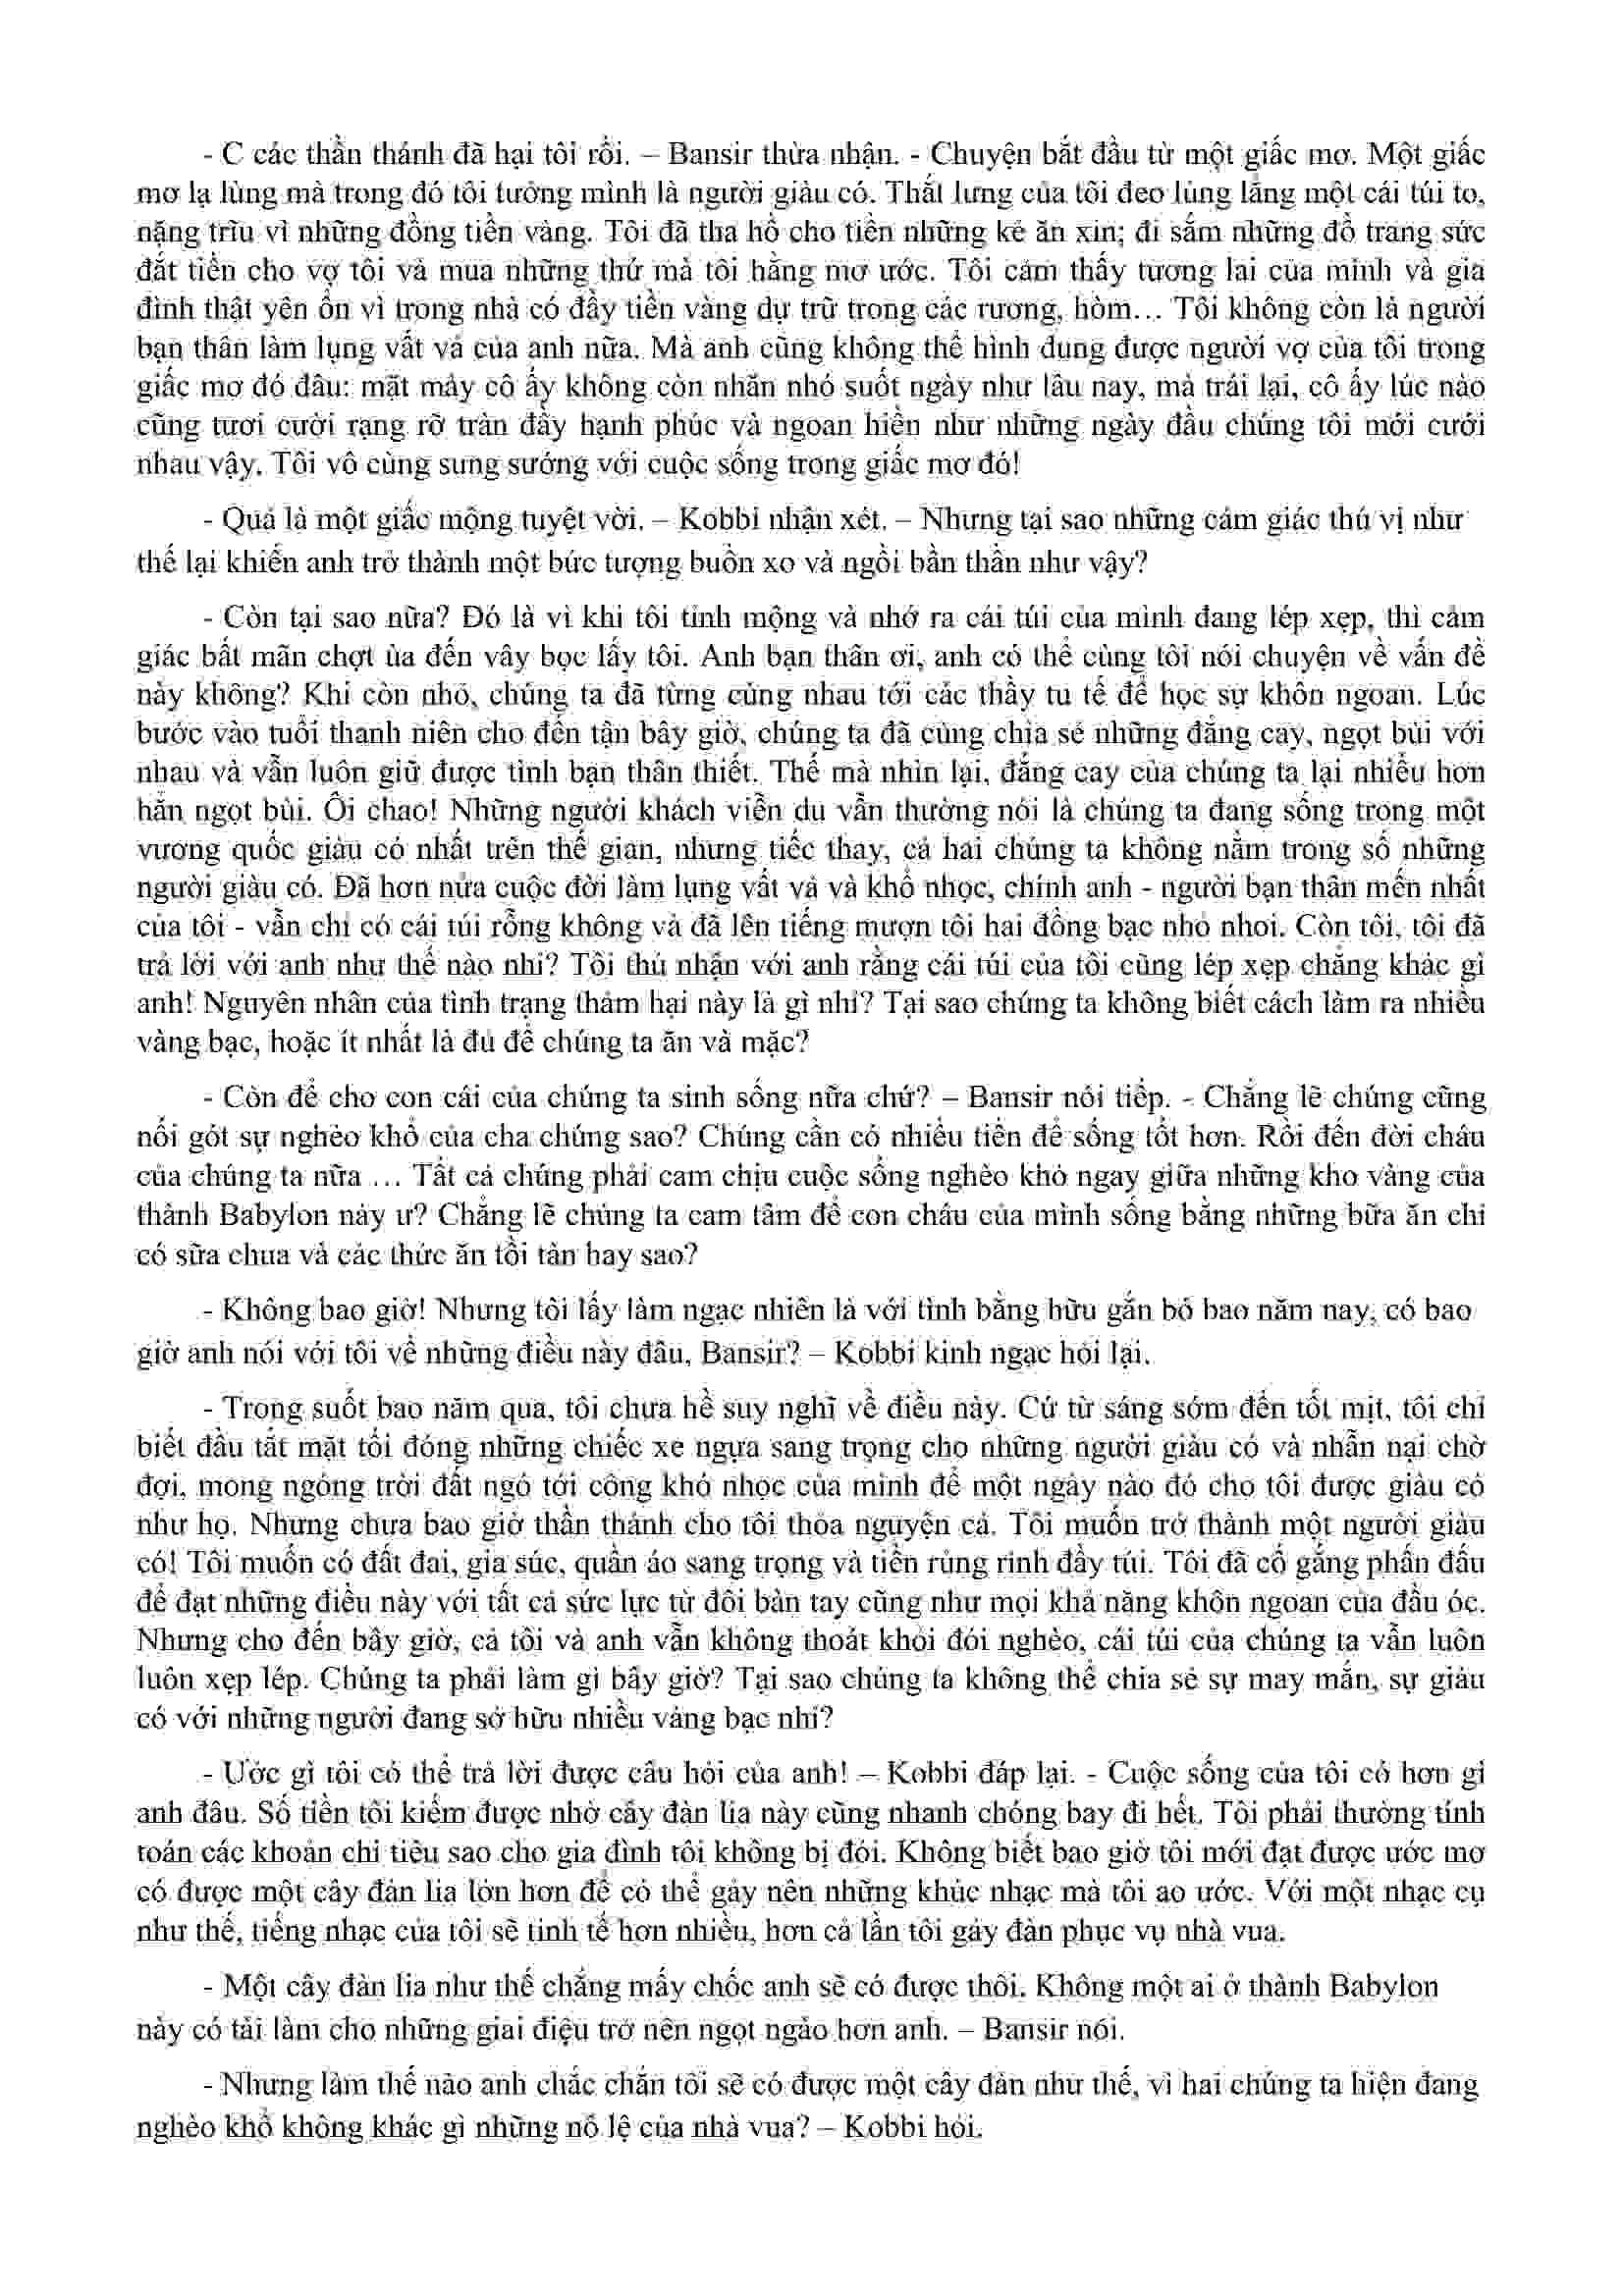 - C các thần thánh đã hại tôi rồi. – Bansir thừa nhận. - Chuyện bắt đầu từ một giấc mơ. Một giấc
mơ lạ lùng mà trong đó tôi tưởng mình là người giàu có. Thắt lưng của tôi đeo lủng lẳng một cái túi to,
nặng trĩu vì những đồng tiền vàng. Tôi đã tha hồ cho tiền những kẻ ăn xin; đi sắm những đồ trang sức
đắt tiền cho vợ tôi và mua những thứ mà tôi hằng mơ ước. Tôi cảm thấy tương lai của mình và gia
đình thật yên ổn vì trong nhà có đầy tiền vàng dự trữ trong các rương, hòm… Tôi không còn là người
bạn thân làm lụng vất vả của anh nữa. Mà anh cũng không thể hình dung được người vợ của tôi trong
giấc mơ đó đâu: mặt mày cô ấy không còn nhăn nhó suốt ngày như lâu nay, mà trái lại, cô ấy lúc nào
cũng tươi cười rạng rỡ tràn đầy hạnh phúc và ngoan hiền như những ngày đầu chúng tôi mới cưới
nhau vậy. Tôi vô cùng sung sướng với cuộc sống trong giấc mơ đó!
- Quả là một giấc mộng tuyệt vời. – Kobbi nhận xét. – Nhưng tại sao những cảm giác thú vị như
thế lại khiến anh trở thành một bức tượng buồn xo và ngồi bần thần như vậy?
- Còn tại sao nữa? Đó là vì khi tôi tỉnh mộng và nhớ ra cái túi của mình đang lép xẹp, thì cảm
giác bất mãn chợt ùa đến vây bọc lấy tôi. Anh bạn thân ơi, anh có thể cùng tôi nói chuyện về vấn đề
này không? Khi còn nhỏ, chúng ta đã từng cùng nhau tới các thầy tu tế để học sự khôn ngoan. Lúc
bước vào tuổi thanh niên cho đến tận bây giờ, chúng ta đã cùng chia sẻ những đắng cay, ngọt bùi với
nhau và vẫn luôn giữ được tình bạn thân thiết. Thế mà nhìn lại, đắng cay của chúng ta lại nhiều hơn
hẳn ngọt bùi. Ôi chao! Những người khách viễn du vẫn thường nói là chúng ta đang sống trong một
vương quốc giàu có nhất trên thế gian, nhưng tiếc thay, cả hai chúng ta không nằm trong số những
người giàu có. Đã hơn nửa cuộc đời làm lụng vất vả và khổ nhọc, chính anh - người bạn thân mến nhất
của tôi - vẫn chỉ có cái túi rỗng không và đã lên tiếng mượn tôi hai đồng bạc nhỏ nhoi. Còn tôi, tôi đã
trả lời với anh như thế nào nhỉ? Tôi thú nhận với anh rằng cái túi của tôi cũng lép xẹp chẳng khác gì
anh! Nguyên nhân của tình trạng thảm hại này là gì nhỉ? Tại sao chúng ta không biết cách làm ra nhiều
vàng bạc, hoặc ít nhất là đủ để chúng ta ăn và mặc?
- Còn để cho con cái của chúng ta sinh sống nữa chứ? – Bansir nói tiếp. - Chẳng lẽ chúng cũng
nối gót sự nghèo khổ của cha chúng sao? Chúng cần có nhiều tiền để sống tốt hơn. Rồi đến đời cháu
của chúng ta nữa … Tất cả chúng phải cam chịu cuộc sống nghèo khó ngay giữa những kho vàng của
thành Babylon này ư? Chẳng lẽ chúng ta cam tâm để con cháu của mình sống bằng những bữa ăn chỉ
có sữa chua và các thức ăn tồi tàn hay sao?
- Không bao giờ! Nhưng tôi lấy làm ngạc nhiên là với tình bằng hữu gắn bó bao năm nay, có bao
giờ anh nói với tôi về những điều này đâu, Bansir? – Kobbi kinh ngạc hỏi lại.
- Trong suốt bao năm qua, tôi chưa hề suy nghĩ về điều này. Cứ từ sáng sớm đến tốt mịt, tôi chỉ
biết đầu tắt mặt tối đóng những chiếc xe ngựa sang trọng cho những người giàu có và nhẫn nại chờ
đợi, mong ngóng trời đất ngó tới công khó nhọc của mình để một ngày nào đó cho tôi được giàu có
như họ. Nhưng chưa bao giờ thần thánh cho tôi thỏa nguyện cả. Tôi muốn trở thành một người giàu
có! Tôi muốn có đất đai, gia súc, quần áo sang trọng và tiền rủng rỉnh đầy túi. Tôi đã cố gắng phấn đấu
để đạt những điều này với tất cả sức lực từ đôi bàn tay cũng như mọi khả năng khôn ngoan của đầu óc.
Nhưng cho đến bây giờ, cả tôi và anh vẫn không thoát khỏi đói nghèo, cái túi của chúng ta vẫn luôn
luôn xẹp lép. Chúng ta phải làm gì bây giờ? Tại sao chúng ta không thể chia sẻ sự may mắn, sự giàu
có với những người đang sở hữu nhiều vàng bạc nhỉ?
- Ước gì tôi có thể trả lời được câu hỏi của anh! – Kobbi đáp lại. - Cuộc sống của tôi có hơn gì
anh đâu. Số tiền tôi kiếm được nhờ cây đàn lia này cũng nhanh chóng bay đi hết. Tôi phải thường tính
toán các khoản chi tiêu sao cho gia đình tôi không bị đói. Không biết bao giờ tôi mới đạt được ước mơ
có được một cây đàn lia lớn hơn để có thể gảy nên những khúc nhạc mà tôi ao ước. Với một nhạc cụ
như thế, tiếng nhạc của tôi sẽ tinh tế hơn nhiều, hơn cả lần tôi gảy đàn phục vụ nhà vua.
- Một cây đàn lia như thế chẳng mấy chốc anh sẽ có được thôi. Không một ai ở thành Babylon
này có tài làm cho những giai điệu trở nên ngọt ngào hơn anh. – Bansir nói.
- Nhưng làm thế nào anh chắc chắn tôi sẽ có được một cây đàn như thế, vì hai chúng ta hiện đang
nghèo khổ không khác gì những nô lệ của nhà vua? – Kobbi hỏi.